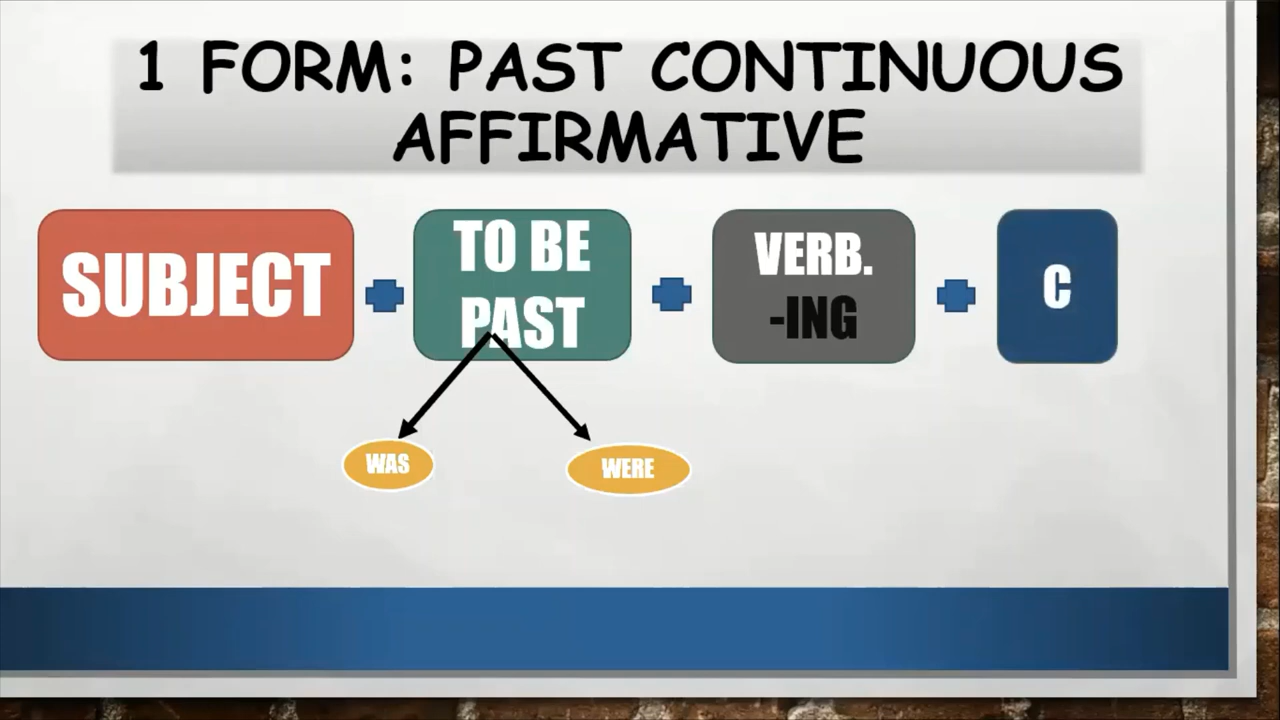 1 FORM: PAST CONTINUOUS
AFFIRMATIVE
SUBJECT
TO BE
PAST
VERB.
-ING
C
WAS
WERE